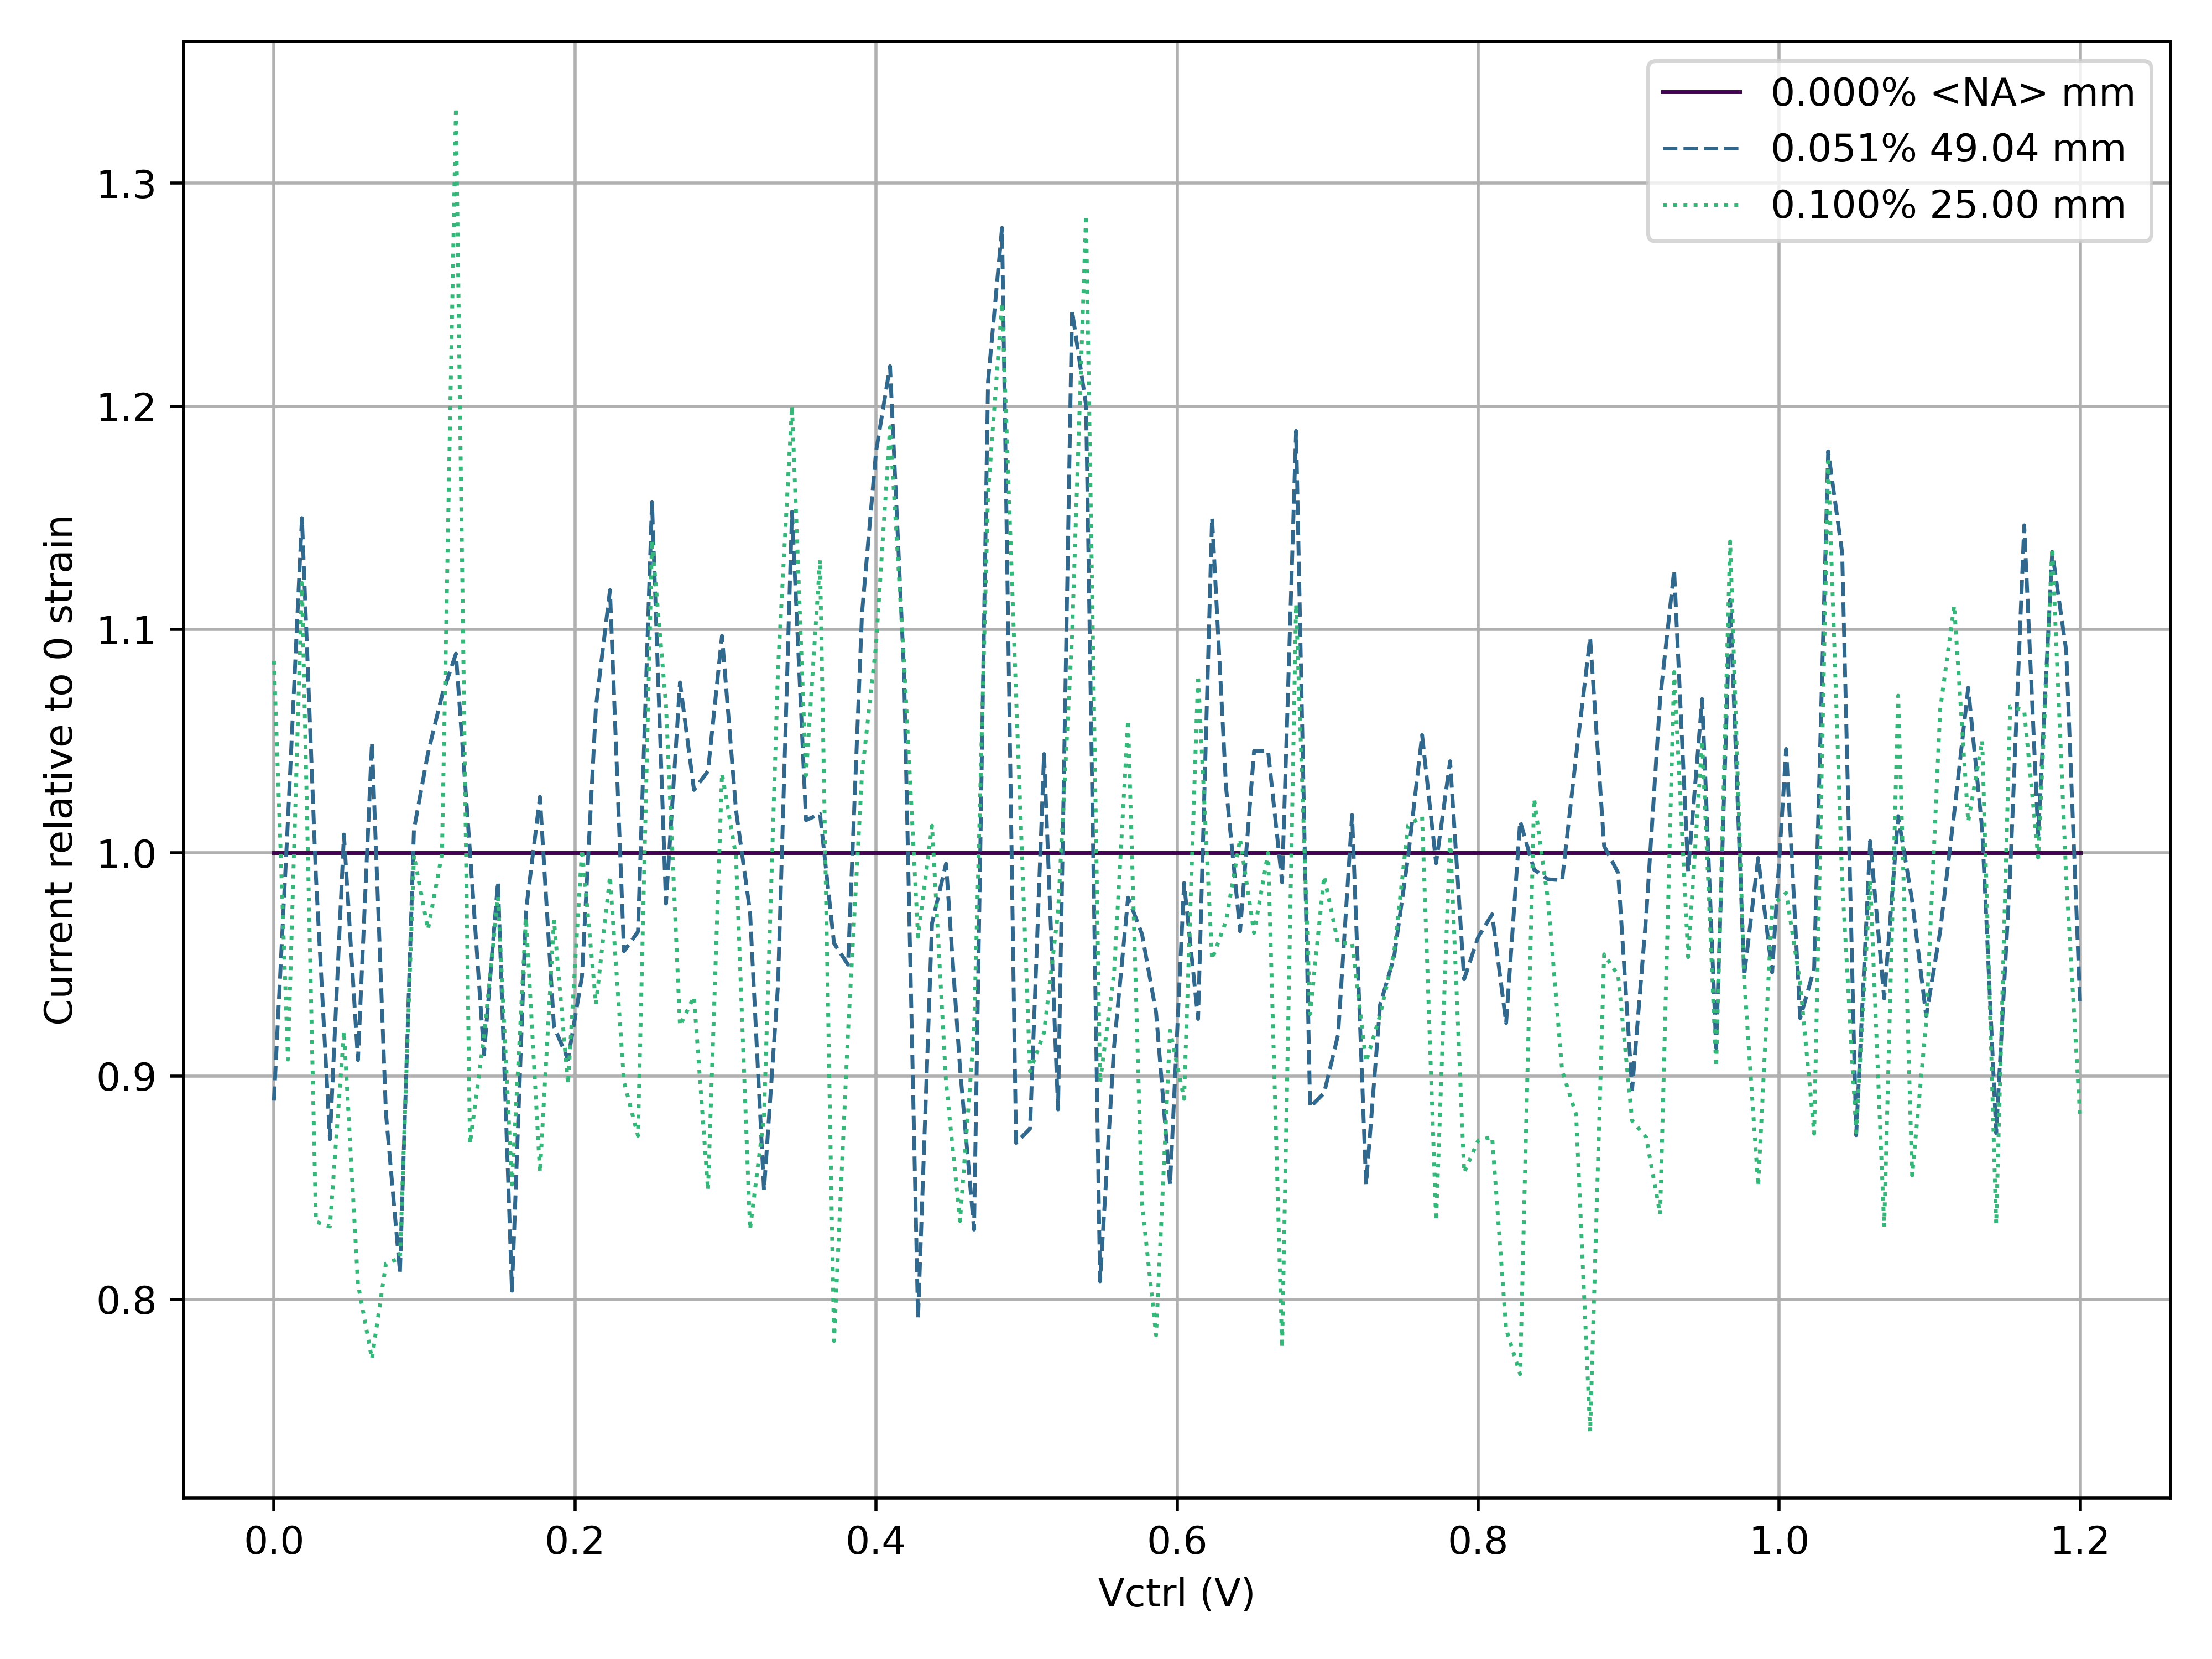 0.000% <NA> mm
0.051% 49.04 mm
0.100% 25.00 mm
1.3
1.2
1.1
1.0
0.9
0.8
Current relative to 0 strain
0.0 0.2 0.4 0.6 0.8 1.0 1.2
Vctrl (V)